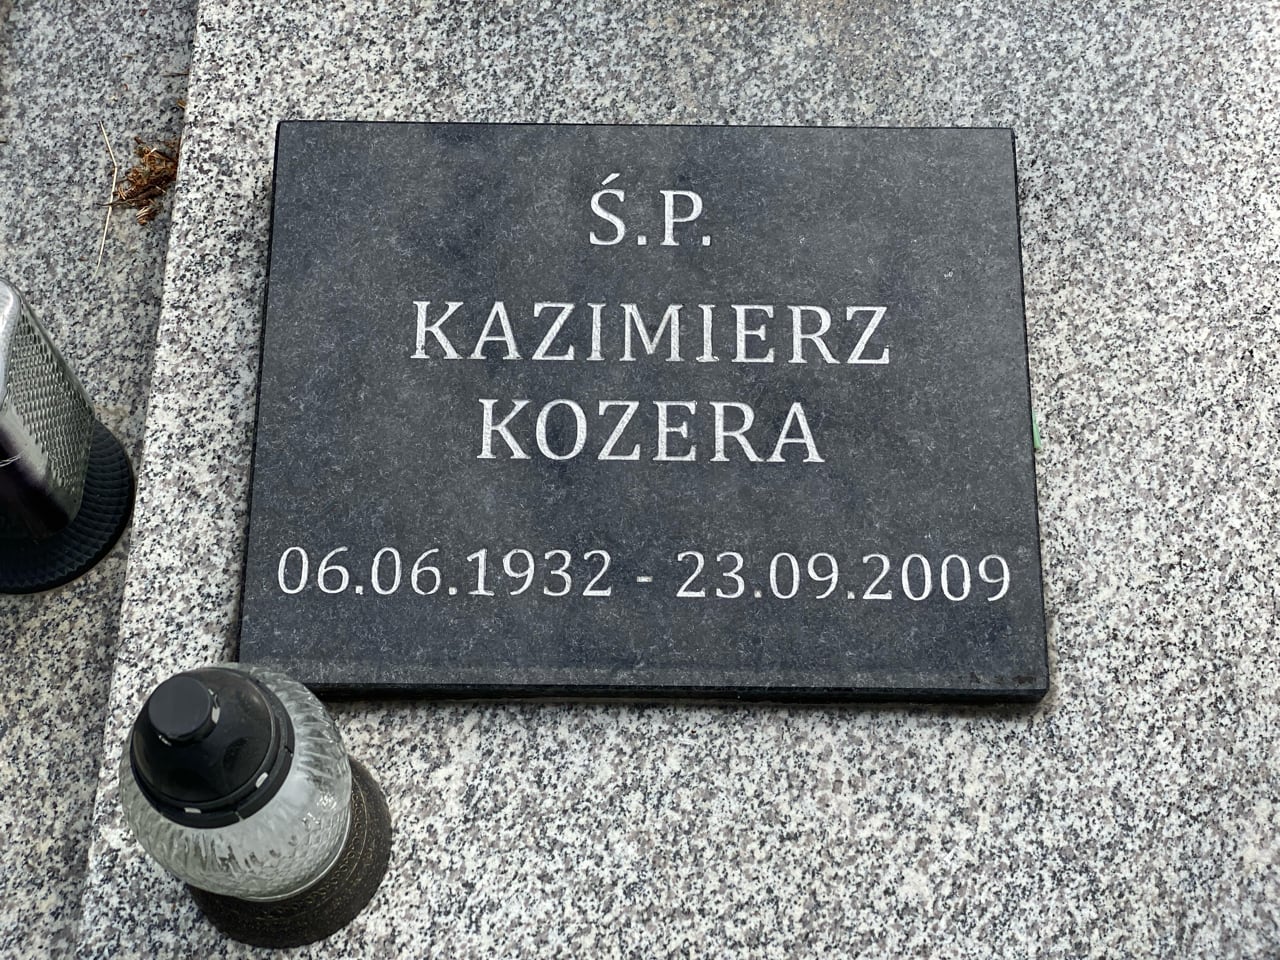 Ś.P.
KAZIMIERZ
KOZERA
06.06.1932 - 23.09.2009